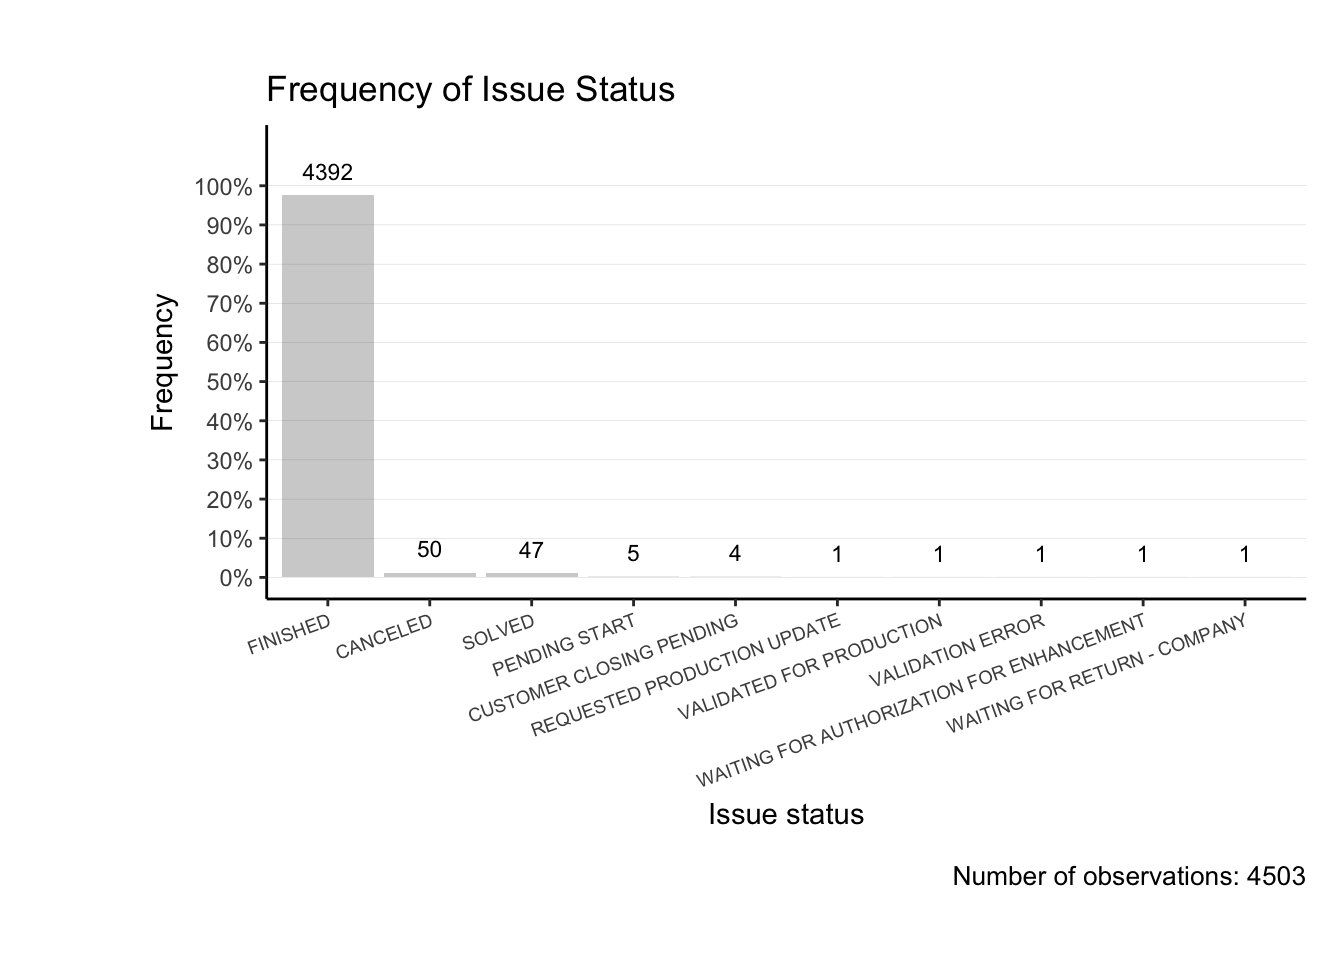 Frequency of Issue Status
4392
100%
90%
80%
70%
60%
50%
40%
30%
20%
10%
0%
Frequency
50
47
5
4
1
1
1
1
1
FINISHED
CANCELED
SOLVED
PENDING START
CUSTOMER CLOSING PENDING
REQUESTED PRODUCTION UPDATE
VALIDATED FOR PRODUCTION
VALIDATION ERROR
WAITING FOR AUTHORIZATION FOR ENHANCEMENT
WAITING FOR RETURN - COMPANY
Issue status
Number of observations: 4503